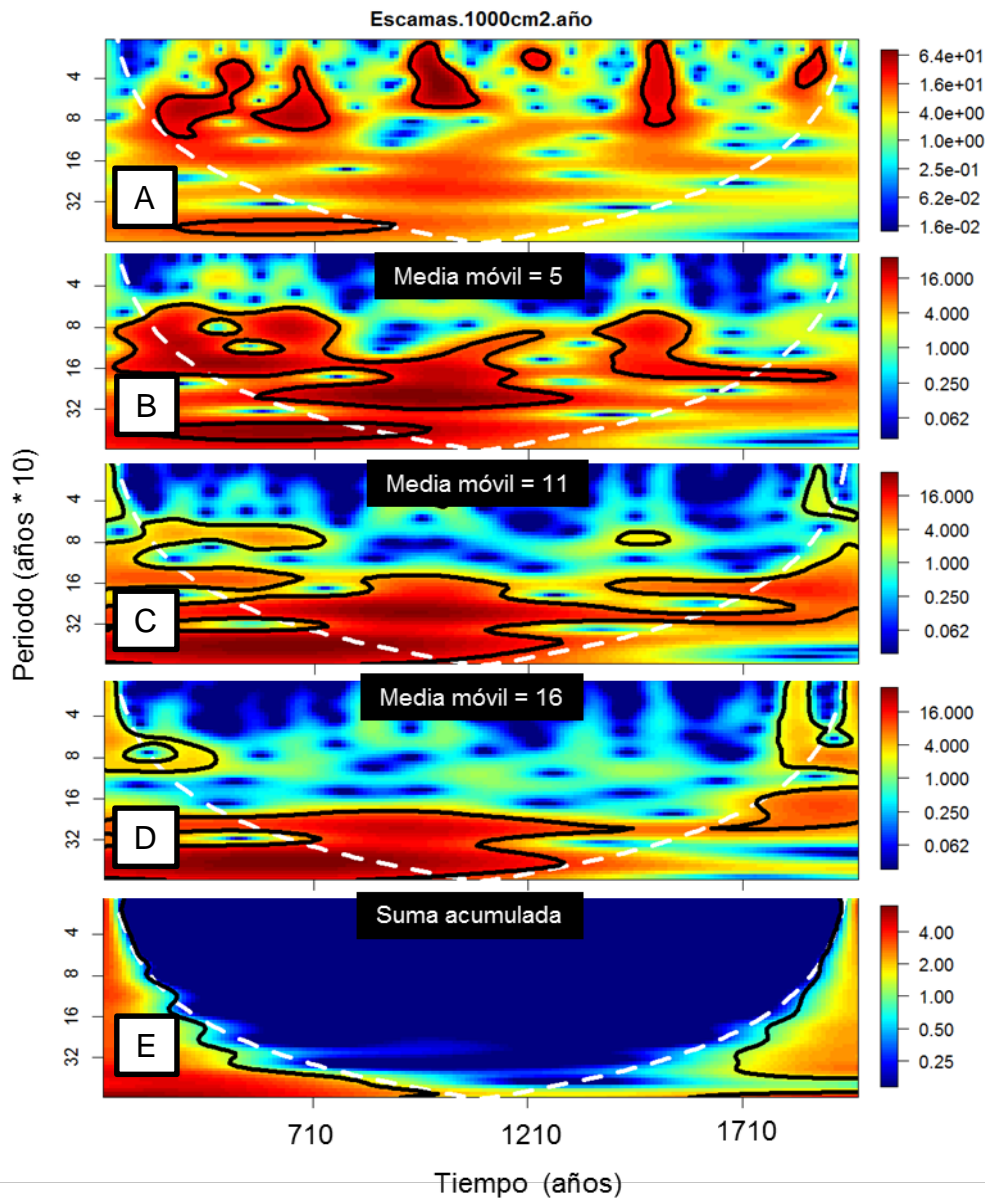 Escamas.1000cm2.año
4
8
16
32
A
6.4e+01
1.6e+01
4.0e+00
1.0e+00
2.5e-01
6.2e-02
1.6e-02
Media móvil = 5
4
8
16
32
B
16.000
4.000
1.000
0.250
0.062
Media móvil = 11
4
8
16
32
C
16.000
4.000
1.000
0.250
0.062
Media móvil = 16
4
8
16
32
D
16.000
4.000
1.000
0.250
0.062
Suma acumulada
4
8
16
32
E
4.00
2.00
1.00
0.50
0.25
Periodo (años * 10)
710 1210 1710
Tiempo (años)